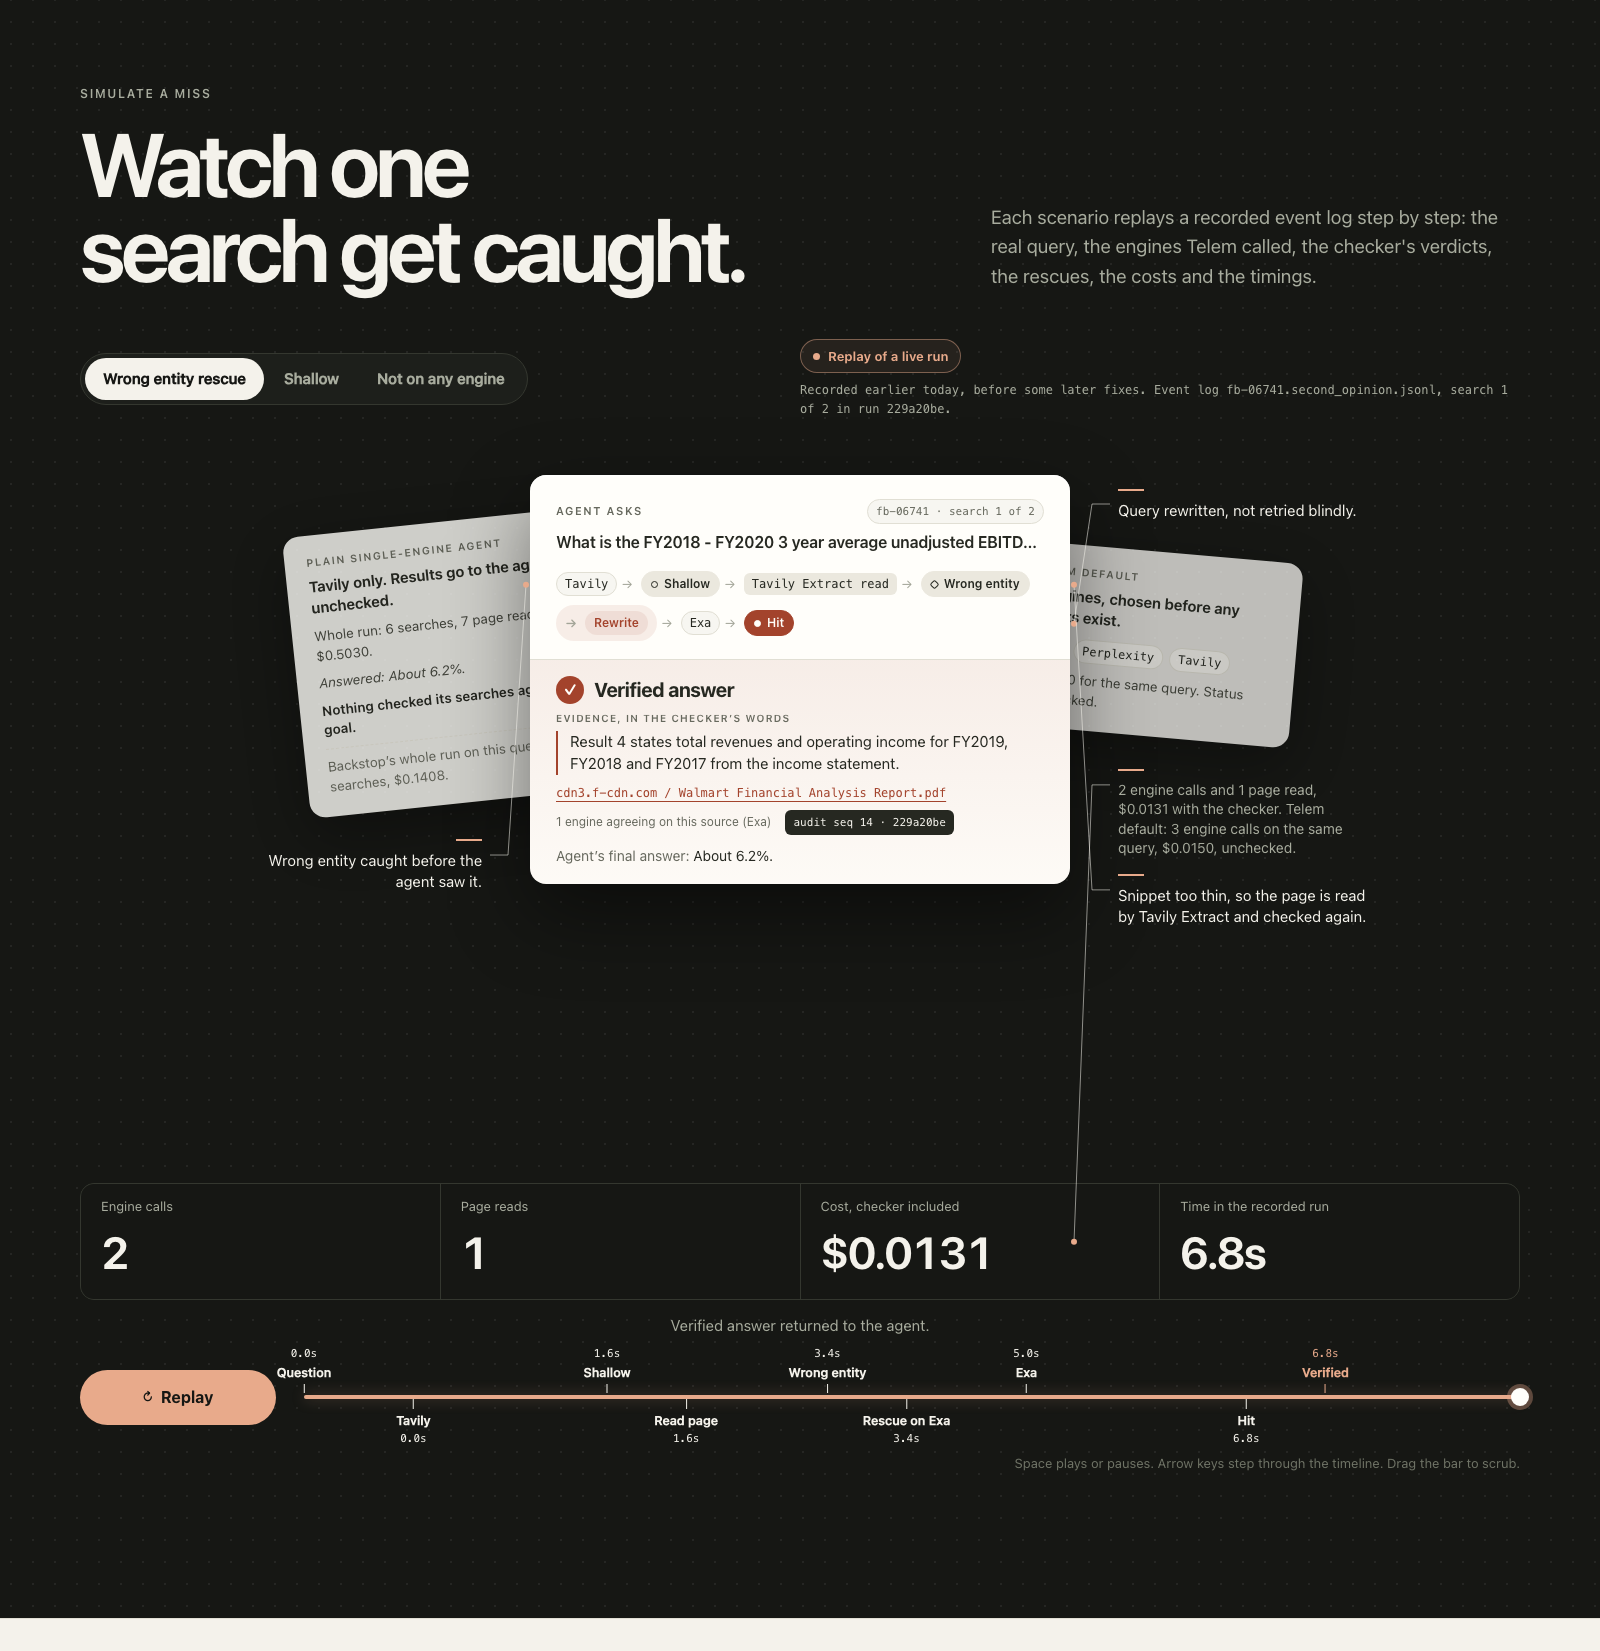 SIMULATE A MISS
Watch one
search get caught.
Each scenario replays a recorded event log step by step: the
real query, the engines Telem called, the checker's verdicts,
the rescues, the costs and the timings.
Wrong entity rescue
Shallow
Not on any engine
Replay of a live run
Recorded earlier today, before some later fixes. Event log fb-06741.second_opinion.jsonl, search 1
of 2 in run 229a20be.
PLAIN SINGLE-ENGINE AGENT
Tavily only. Results go to the
unchecked.
Whole run: 6 searches, 7 page
$0.5030.
Answered: About 6.2%.
Nothing checked its searches
goal.
Backstop's whole run on this
searches, $0.1408.
Wrong entity caught before the
agent saw it.
AGENT ASKS
fb-06741 · search 1 of 2
What is the FY2018 - FY2020 3 year average unadjusted EBITD...
Tavily → ○ Shallow → Tavily Extract read → ◇ Wrong entity
→ Rewrite → Exa → ● Hit
Verified answer
EVIDENCE, IN THE CHECKER'S WORDS
Result 4 states total revenues and operating income for FY2019,
FY2018 and FY2017 from the income statement.
cdn3.f-cdn.com / Walmart Financial Analysis Report.pdf
1 engine agreeing on this source (Exa)
audit seq 14 · 229a20be
Agent's final answer: About 6.2%.
DEFAULT
chosen before any
exist.
Perplexity
Tavily
for the same query. Status
Query rewritten, not retried blindly.
2 engine calls and 1 page read,
$0.0131 with the checker. Telem
default: 3 engine calls on the same
query, $0.0150, unchecked.
Snippet too thin, so the page is read
by Tavily Extract and checked again.
Engine calls
2
Page reads
1
Cost, checker included
$0.0131
Time in the recorded run
6.8s
Verified answer returned to the agent.
↻ Replay
0.0s
Question
Tavily
0.0s
1.6s
Shallow
Read page
1.6s
3.4s
Wrong entity
Rescue on Exa
3.4s
5.0s
Exa
Hit
6.8s
6.8s
Verified
Space plays or pauses. Arrow keys step through the timeline. Drag the bar to scrub.